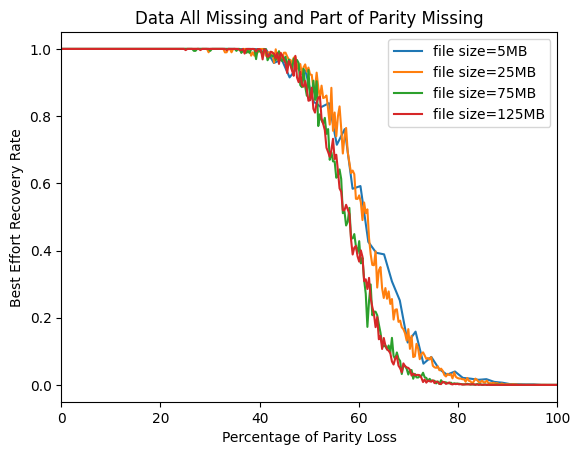 Data All Missing and Part of Parity Missing
file size=5MB
file size=25MB
file size=75MB
file size=125MB
Best Effort Recovery Rate
1.0
0.8
0.6
0.4
0.2
0.0
0 20 40 60 80 100
Percentage of Parity Loss